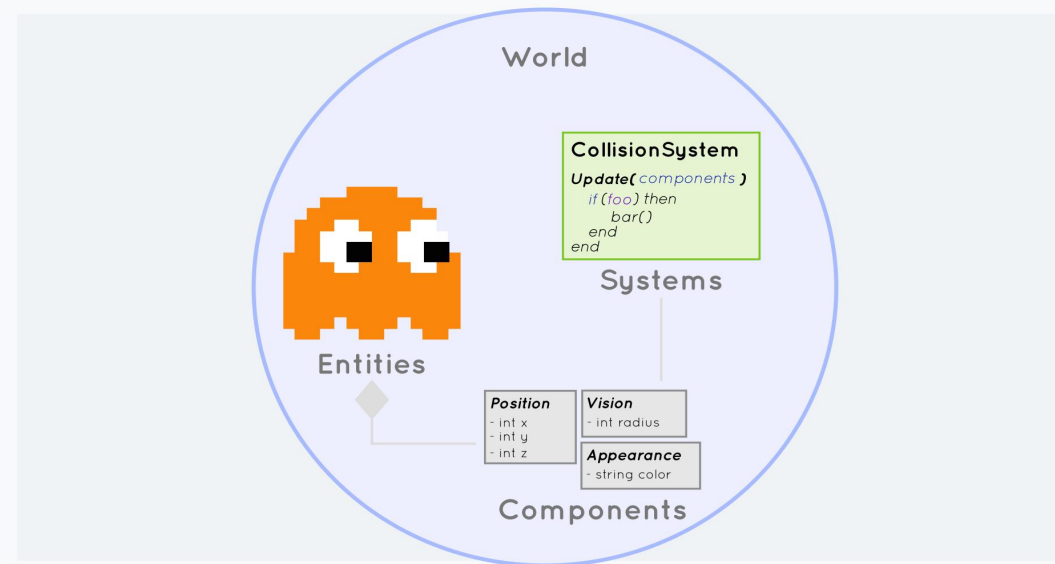 World
CollisionSystem
Update( components )
if (foo) then
bar()
end
end
Systems
Entities
Position
- int x
- int y
- int z
Vision
- int radius
Appearance
- string color
Components